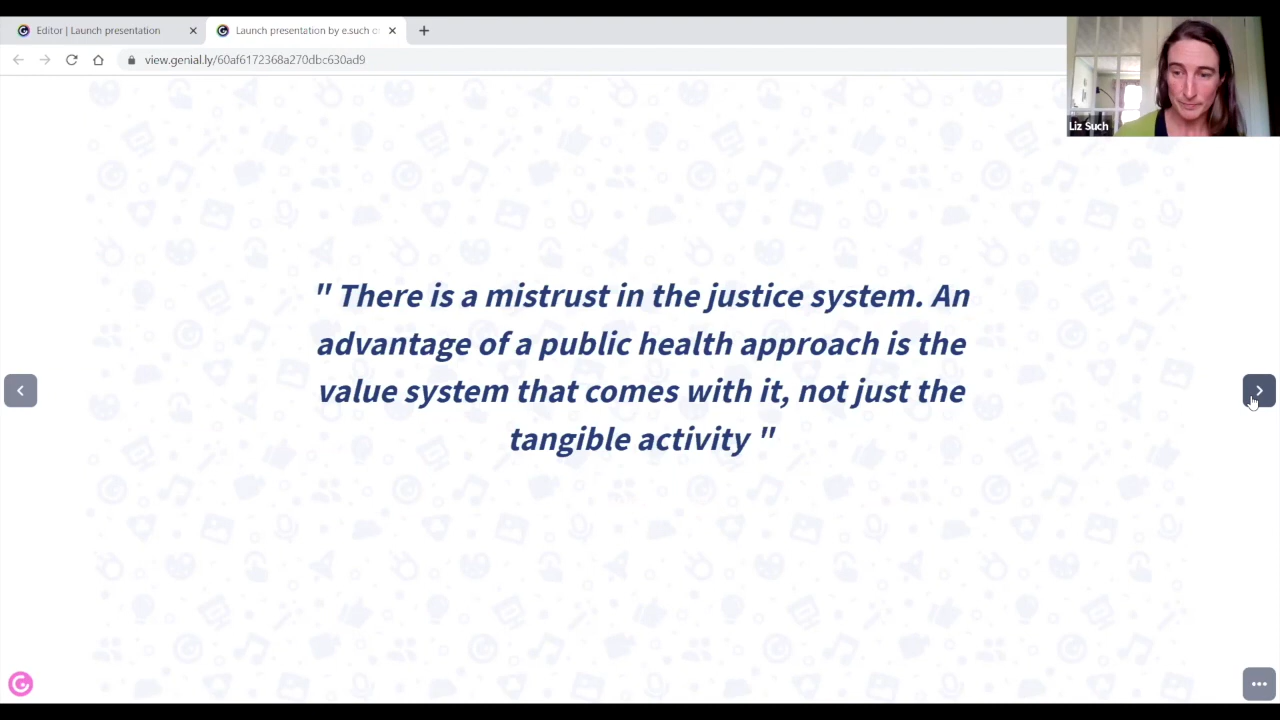 Editor | Launch presentation
Launch presentation by e.such
view.genial.ly/60af6172368a270dbc630ad9
Liz Such
" There is a mistrust in the justice system. An
advantage of a public health approach is the
value system that comes with it, not just the
tangible activity "